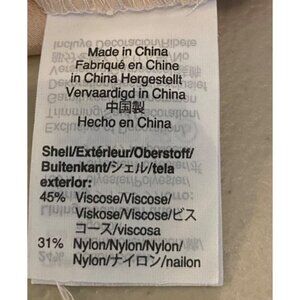 Made in China
Fabriqué en Chine
in China Hergestellt
Vervaardigd in China
中国製
Hecho en China
Shell/Extérieur/Oberstoff/
Buitenkant/シェル/tela
exterior:
45% Viscose/Viscose/
Viskose/Viscose/ビス
コース/viscosa
31% Nylon/Nylon/Nylon/
Nylon/ナイロン/nailon